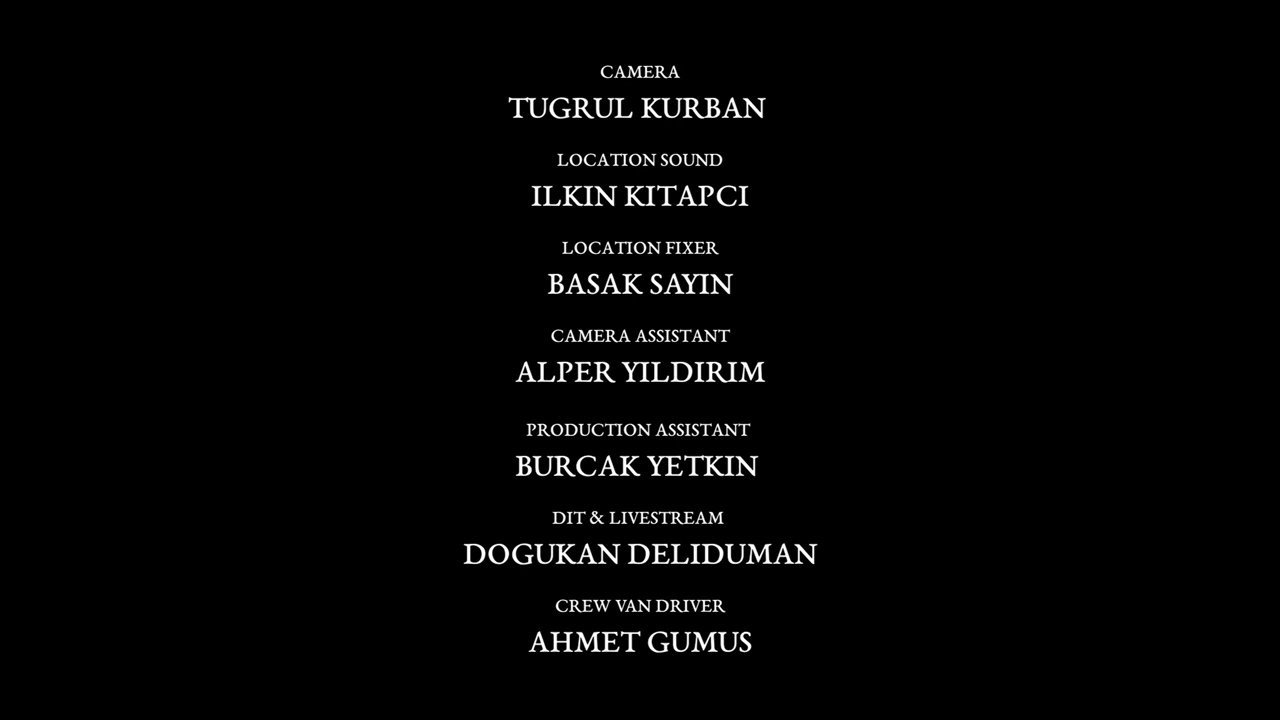 CAMERA
TUGRUL KURBAN
LOCATION SOUND
ILKIN KITAPCI
LOCATION FIXER
BASAK SAYIN
CAMERA ASSISTANT
ALPER YILDIRIM
PRODUCTION ASSISTANT
BURCAK YETKIN
DIT & LIVESTREAM
DOGUKAN DELIDUMAN
CREW VAN DRIVER
AHMET GUMUS